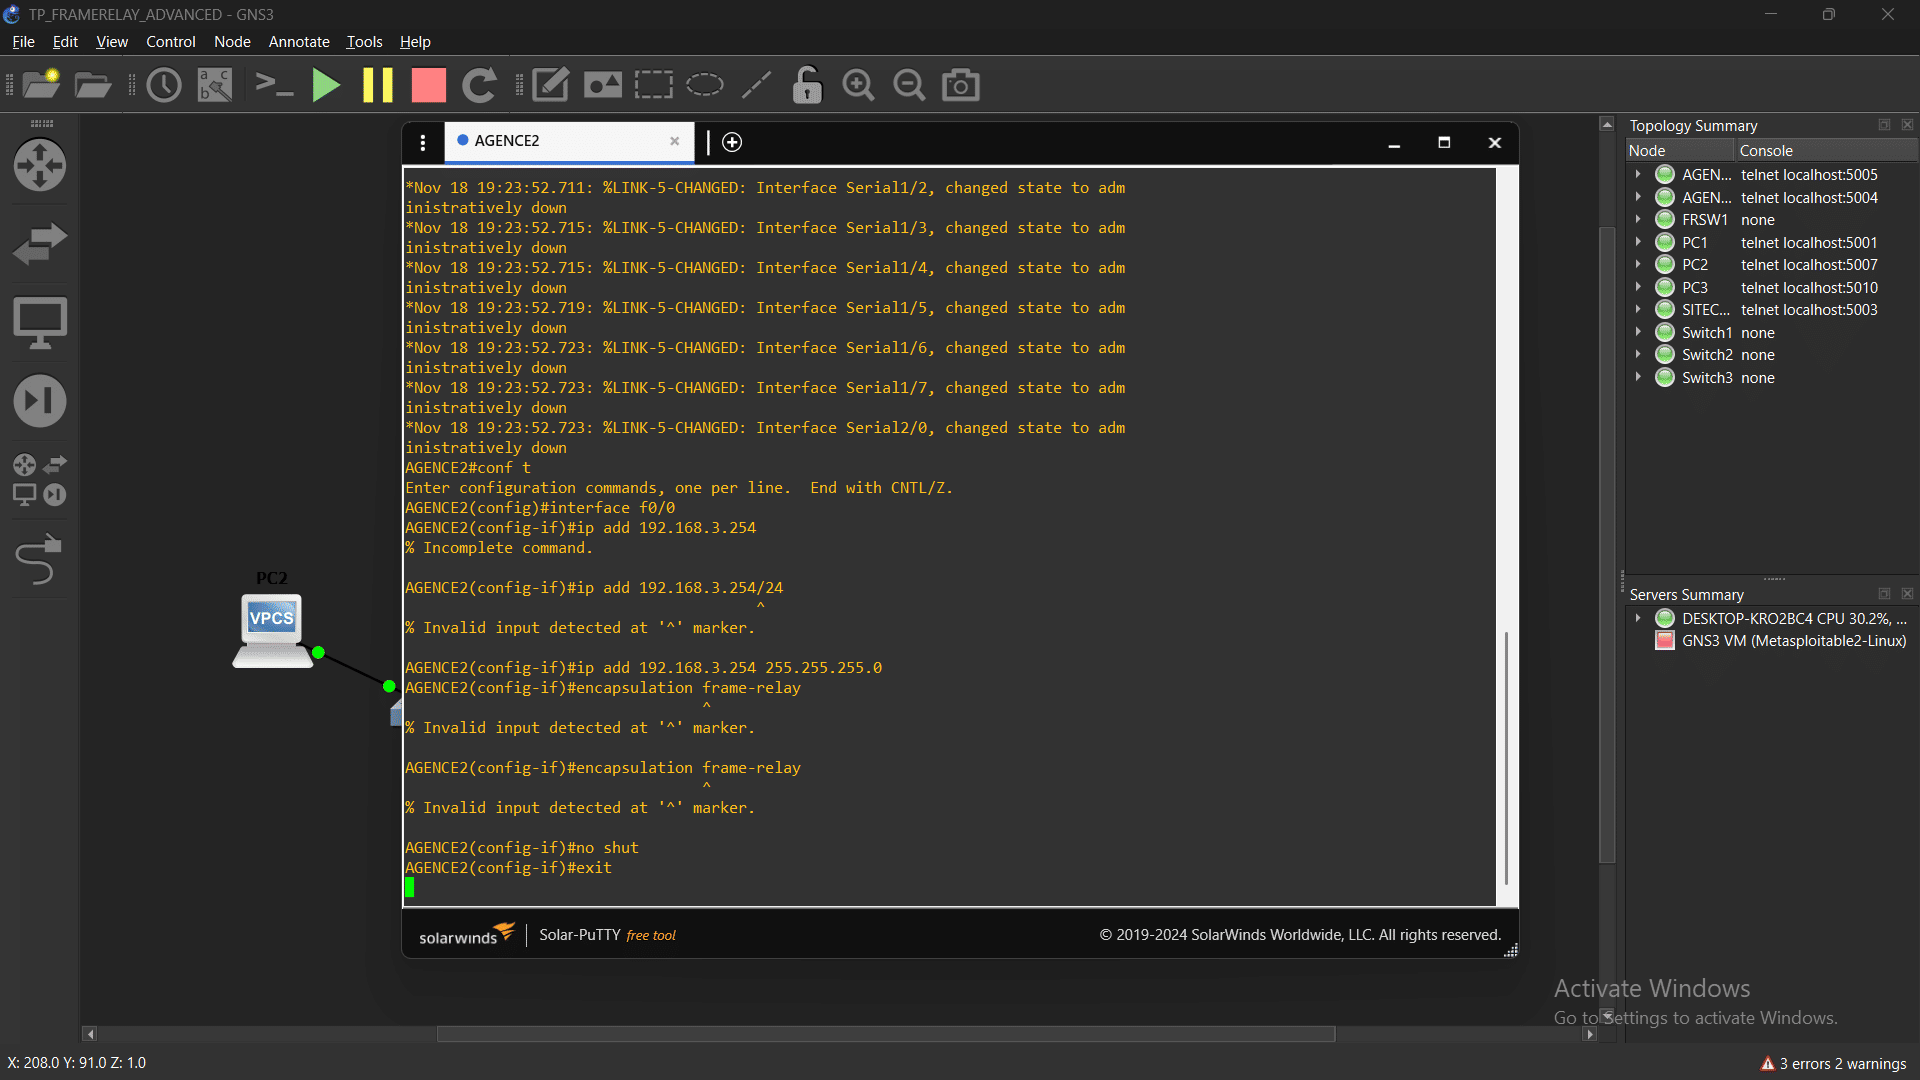 TP_FRAMERELAY_ADVANCED - GNS3
File Edit View Control Node Annotate Tools Help
AGENCE2
*Nov 18 19:23:52.711: %LINK-5-CHANGED: Interface Serial1/2, changed state to adm
inistratively down
*Nov 18 19:23:52.715: %LINK-5-CHANGED: Interface Serial1/3, changed state to adm
inistratively down
*Nov 18 19:23:52.715: %LINK-5-CHANGED: Interface Serial1/4, changed state to adm
inistratively down
*Nov 18 19:23:52.719: %LINK-5-CHANGED: Interface Serial1/5, changed state to adm
inistratively down
*Nov 18 19:23:52.723: %LINK-5-CHANGED: Interface Serial1/6, changed state to adm
inistratively down
*Nov 18 19:23:52.723: %LINK-5-CHANGED: Interface Serial1/7, changed state to adm
inistratively down
*Nov 18 19:23:52.723: %LINK-5-CHANGED: Interface Serial2/0, changed state to adm
inistratively down
AGENCE2#conf t
Enter configuration commands, one per line.  End with CNTL/Z.
AGENCE2(config)#interface f0/0
AGENCE2(config-if)#ip add 192.168.3.254
% Incomplete command.
AGENCE2(config-if)#ip add 192.168.3.254/24
^
% Invalid input detected at '^' marker.
AGENCE2(config-if)#ip add 192.168.3.254 255.255.255.0
AGENCE2(config-if)#encapsulation frame-relay
^
% Invalid input detected at '^' marker.
AGENCE2(config-if)#encapsulation frame-relay
^
% Invalid input detected at '^' marker.
AGENCE2(config-if)#no shut
AGENCE2(config-if)#exit
solarwinds
Solar-PuTTY free tool
© 2019-2024 SolarWinds Worldwide, LLC. All rights reserved.
PC2
VPCS
Topology Summary
Node Console
AGEN... telnet localhost:5005
AGEN... telnet localhost:5004
FRSW1 none
PC1 telnet localhost:5001
PC2 telnet localhost:5007
PC3 telnet localhost:5010
SITEC... telnet localhost:5003
Switch1 none
Switch2 none
Switch3 none
Servers Summary
DESKTOP-KRO2BC4 CPU 30.2%, ...
GNS3 VM (Metasploitable2-Linux)
Activate Windows
Go to Settings to activate Windows.
X: 208.0 Y: 91.0 Z: 1.0
3 errors 2 warnings